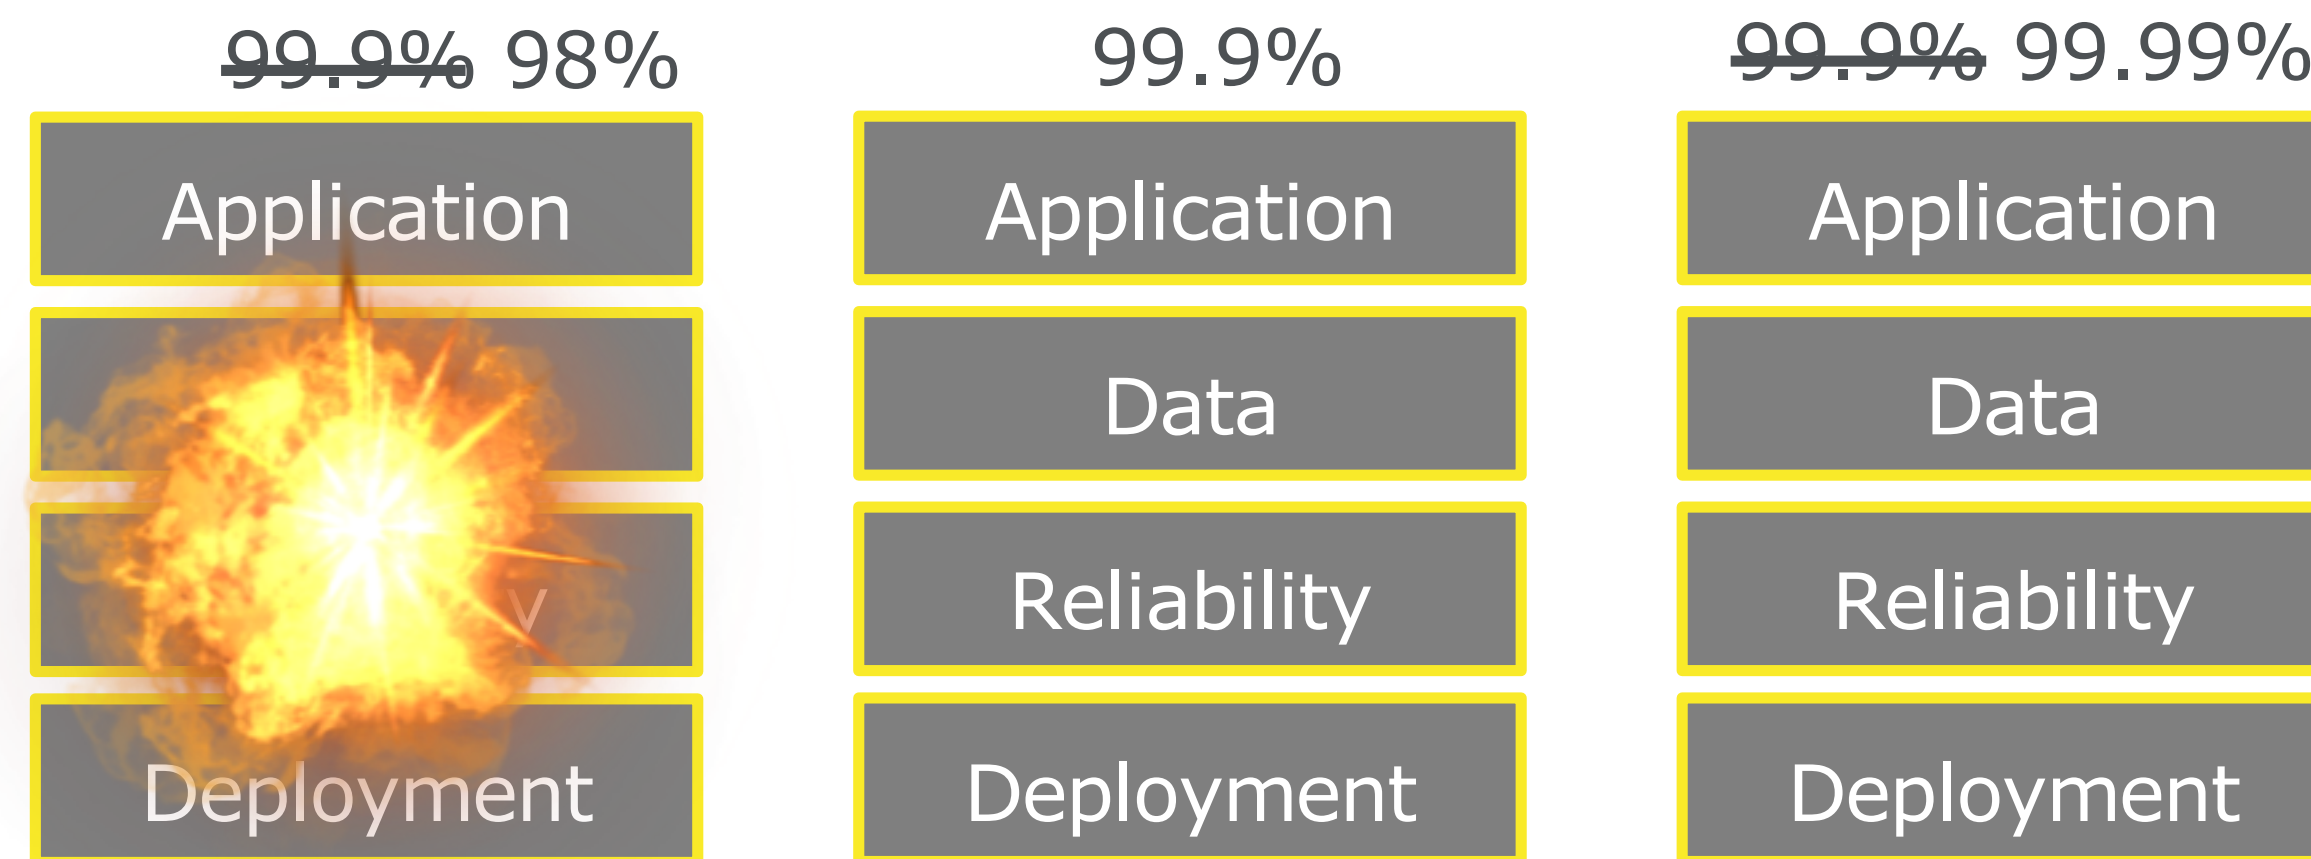 99.9% 98%
99.9%
99.9% 99.99%
Application
Application
Application
Data
Data
y
Reliability
Reliability
Deployment
Deployment
Deployment